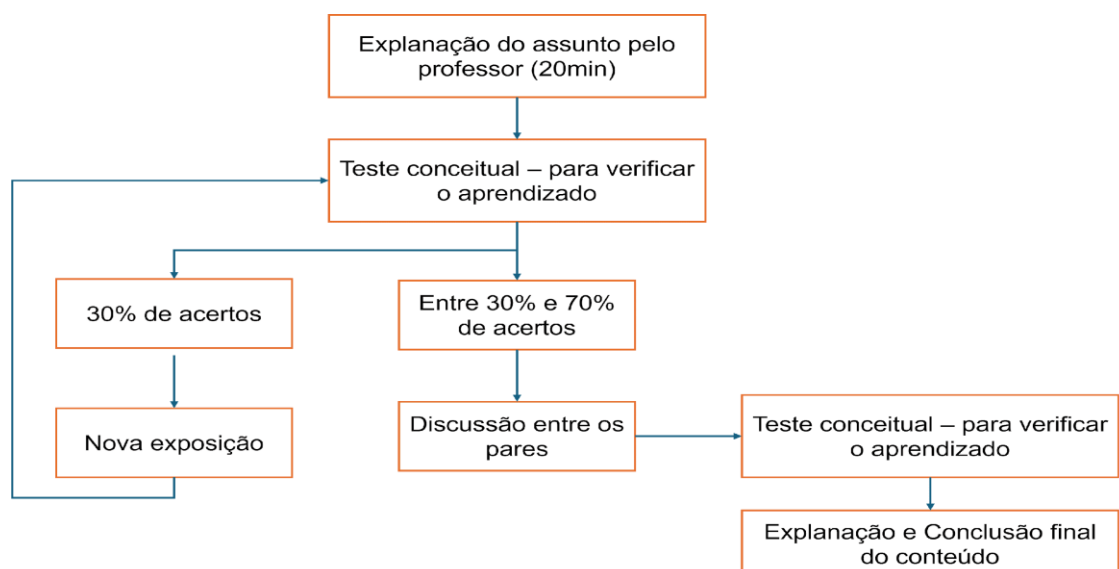 Explanação do assunto pelo
professor (20min)
Teste conceitual – para verificar
o aprendizado
30% de acertos
Entre 30% e 70%
de acertos
Nova exposição
Discussão entre os
pares
Teste conceitual – para verificar
o aprendizado
Explanação e Conclusão final
do conteúdo